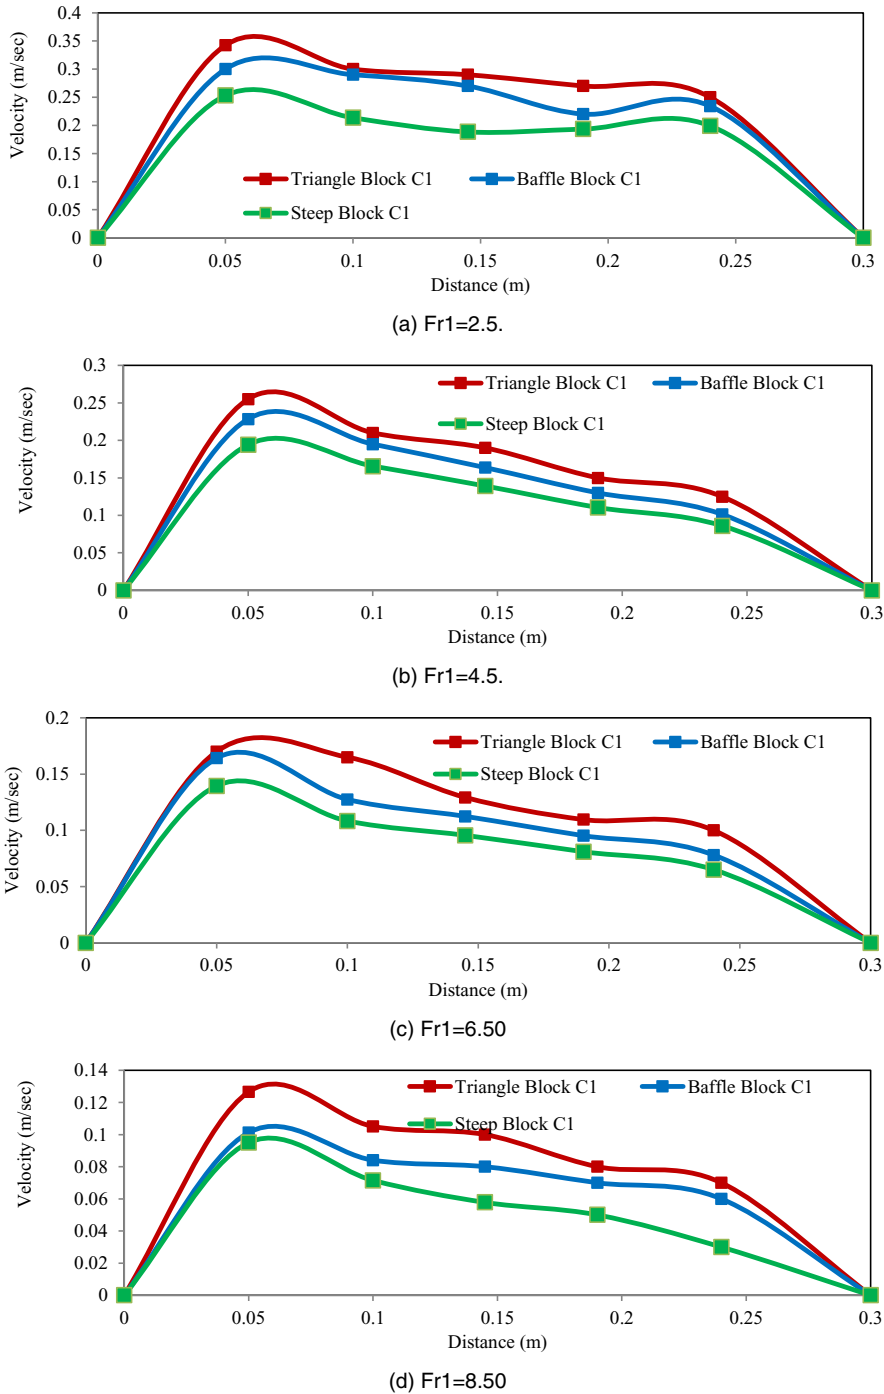 0.4
0.35
0.3
0.25
0.2
0.15
0.1
0.05
0
Velocity (m/sec)
Triangle Block C1
Baffle Block C1
Steep Block C1
0 0.05 0.1 0.15 0.2 0.25 0.3
Distance (m)
(a) Fr1=2.5.
0.3
0.25
0.2
0.15
0.1
0.05
0
Velocity (m/sec)
Triangle Block C1
Baffle Block C1
Steep Block C1
0 0.05 0.1 0.15 0.2 0.25 0.3
Distance (m)
(b) Fr1=4.5.
0.2
0.15
0.1
0.05
0
Velocity (m/sec)
Triangle Block C1
Baffle Block C1
Steep Block C1
0 0.05 0.1 0.15 0.2 0.25 0.3
Distance (m)
(c) Fr1=6.50
0.14
0.12
0.1
0.08
0.06
0.04
0.02
0
Velocity (m/sec)
Triangle Block C1
Baffle Block C1
Steep Block C1
0 0.05 0.1 0.15 0.2 0.25 0.3
Distance (m)
(d) Fr1=8.50